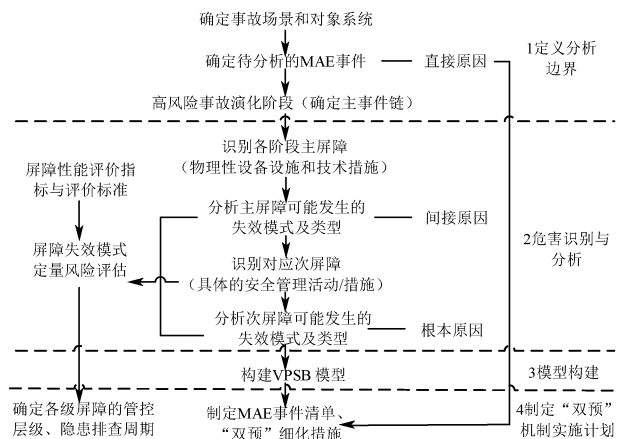 确定事故场景和对象系统
确定待分析的MAE事件
直接原因
1定义分析
边界
高风险事故演化阶段（确定主事件链）
识别各阶段主屏障
（物理性设备设施和技术措施）
屏障性能评价指
标与评价标准
分析主屏障可能发生的
失效模式及类型
间接原因
2危害识别与
分析
屏障失效模式
定量风险评估
识别对应次屏障
（具体的安全管理活动/措施）
分析次屏障可能发生的
失效模式及类型
根本原因
构建VPSB 模型
3模型构建
确定各级屏障的管控
层级、隐患排查周期
制定MAE事件清单、
“双预”细化措施
4制定“双预”
机制实施计划